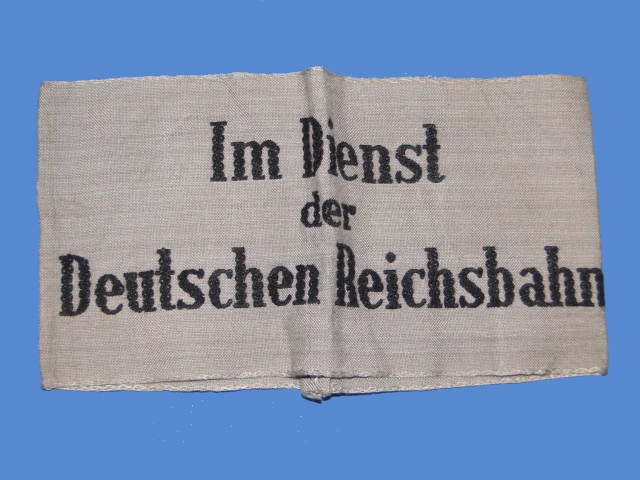 Im Dienst
der
Deutschen Reichsbahn